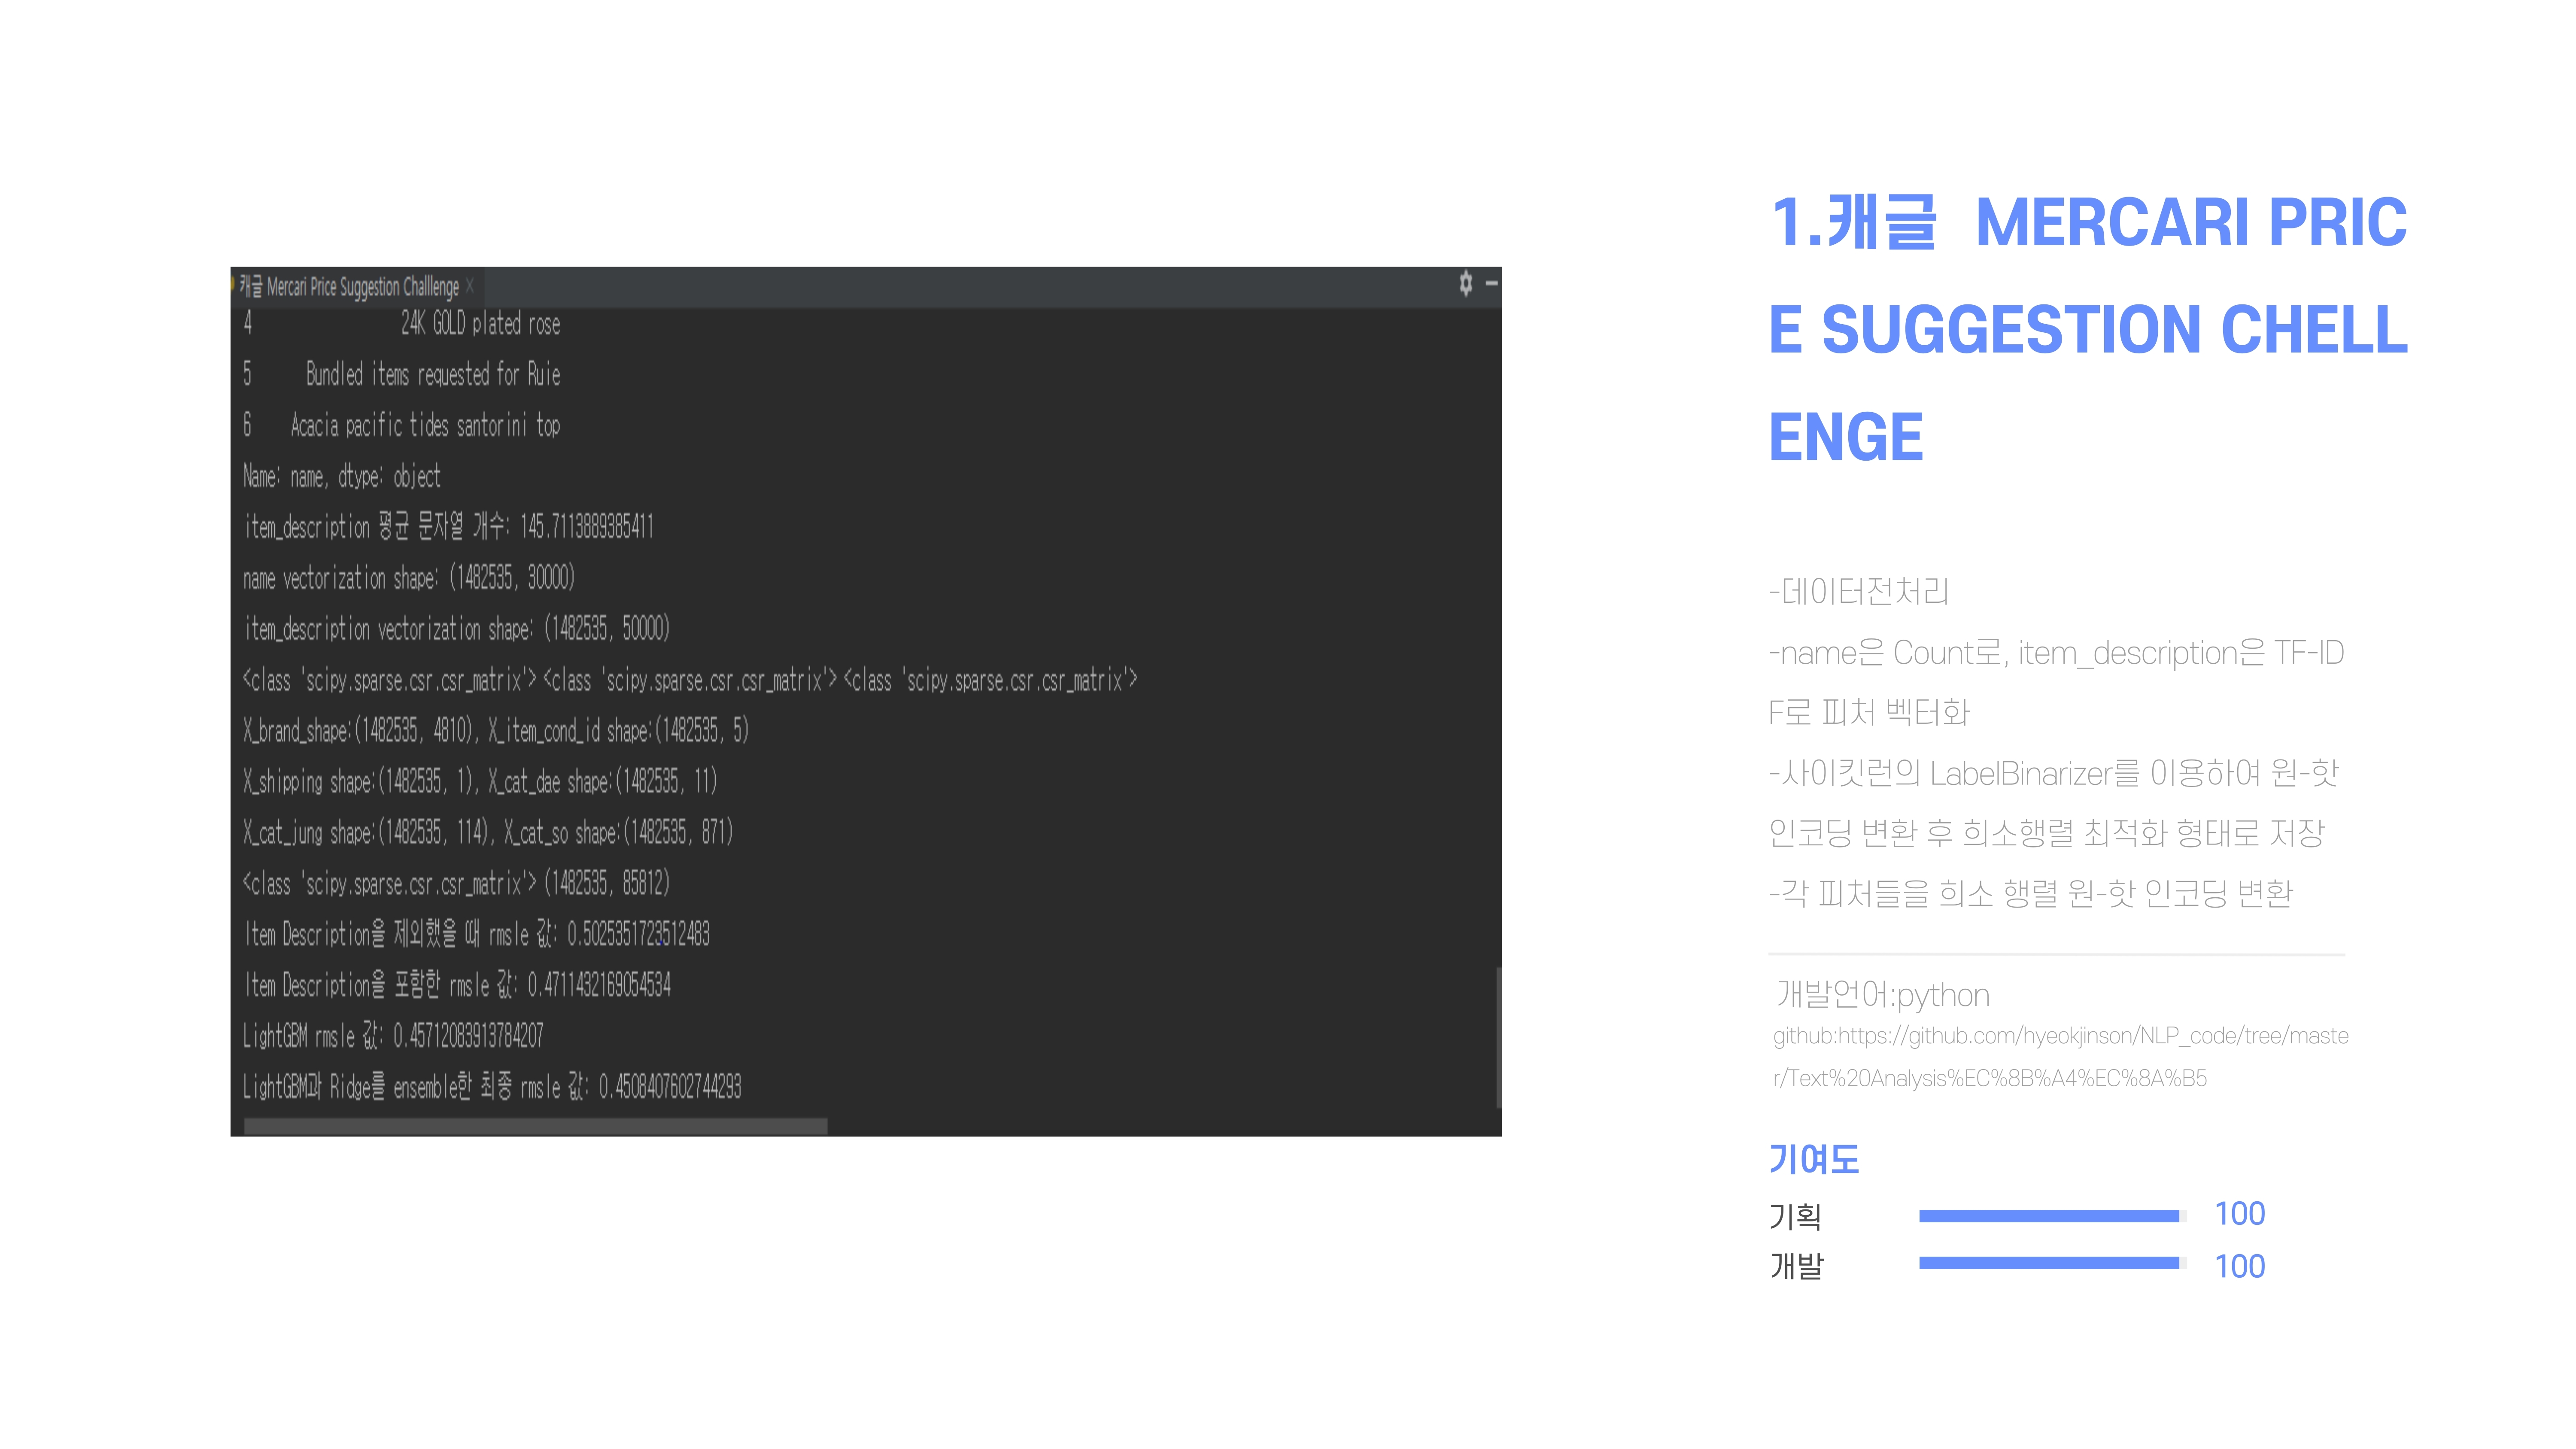 캐글 Mercari Price Suggestion Challlenge
4 24K GOLD plated rose
5 Bundled items requested for Ruie
6 Acacia pacific tides santorini top
Name: name, dtype: object
item_description 평균 문자열 개수: 145.7113889385411
name vectorization shape: (1482535, 30000)
item_description vectorization shape: (1482535, 50000)
<class 'scipy.sparse.csr.csr_matrix'> <class 'scipy.sparse.csr.csr_matrix'> <class 'scipy.sparse.csr.csr_matrix'>
X_brand_shape:(1482535, 4810), X_item_cond_id shape:(1482535, 5)
X_shipping shape:(1482535, 1), X_cat_dae shape:(1482535, 11)
X_cat_jung shape:(1482535, 114), X_cat_so shape:(1482535, 871)
<class 'scipy.sparse.csr.csr_matrix'> (1482535, 85812)
Item Description을 제외했을 때 rmsle 값: 0.5025351723512483
Item Description을 포함한 rmsle 값: 0.4711432169054534
LightGBM rmsle 값: 0.45712083913784207
LightGBM과 Ridge를 ensemble한 최종 rmsle 값: 0.4508407602744293
1.캐글 MERCARI PRIC
E SUGGESTION CHELL
ENGE
-데이터전처리
-name은 Count로, item_description은 TF-ID
F로 피처 벡터화
-사이킷런의 LabelBinarizer를 이용하여 원-핫
인코딩 변환 후 희소행렬 최적화 형태로 저장
-각 피처들을 희소 행렬 원-핫 인코딩 변환
개발언어:python
github:https://github.com/hyeokjinson/NLP_code/tree/maste
r/Text%20Analysis%EC%8B%A4%EC%8A%B5
기여도
기획 100
개발 100